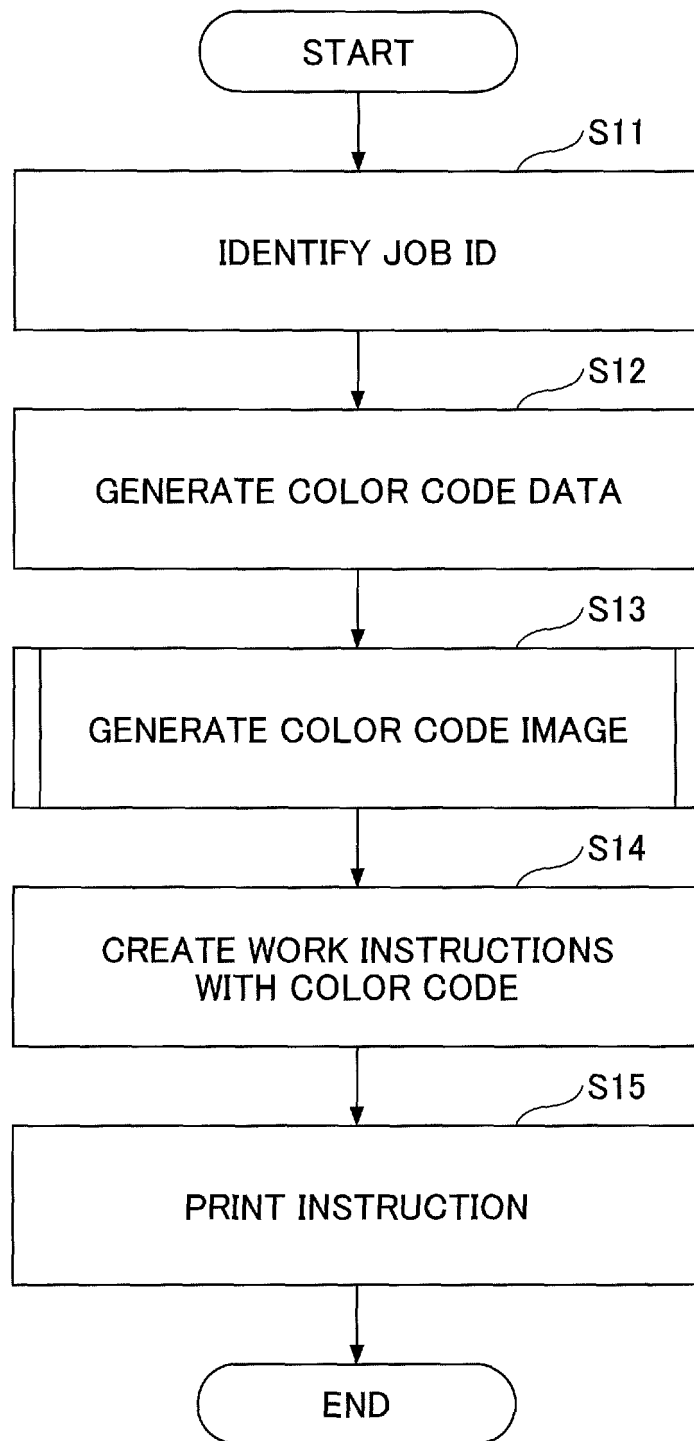 START
S11
IDENTIFY JOB ID
S12
GENERATE COLOR CODE DATA
S13
GENERATE COLOR CODE IMAGE
S14
CREATE WORK INSTRUCTIONS
WITH COLOR CODE
S15
PRINT INSTRUCTION
END